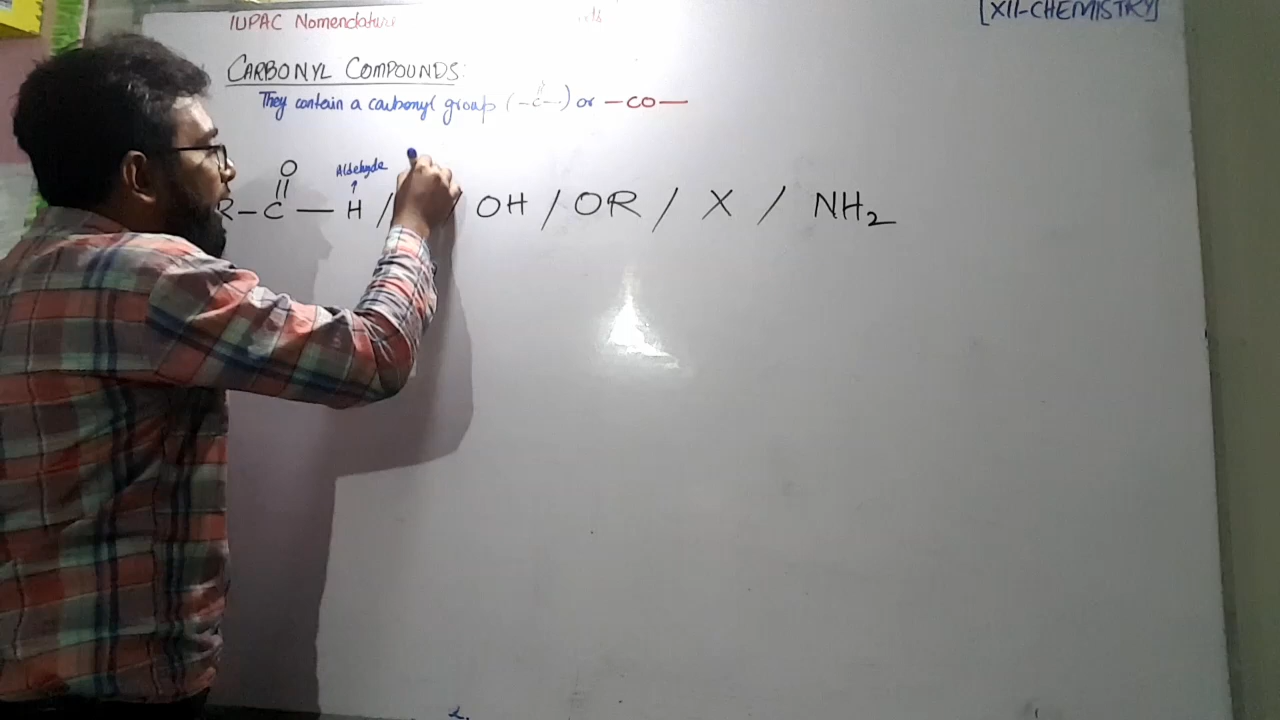 IUPAC Nomenclature
[XII-CHEMISTRY]
CARBONYL COMPOUNDS:
They contain a carbonyl group (-C-) or -CO-
O
Aldehyde
R-C-H / / OH / OR / X / NH2